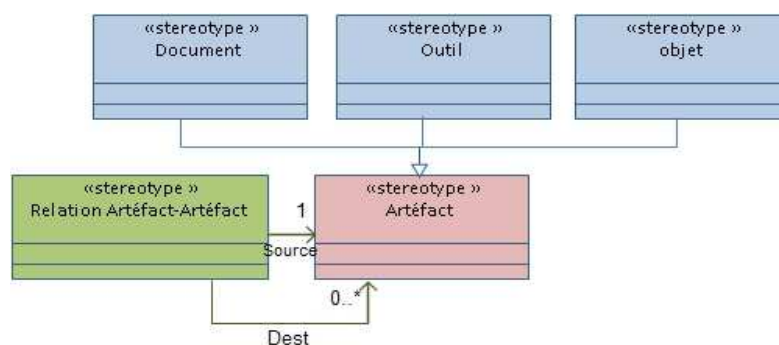 «stereotype »
Document
«stereotype »
Outil
«stereotype »
objet
«stereotype »
Relation Artéfact-Artéfact
1
Source
«stereotype »
Artéfact
0..*
Dest